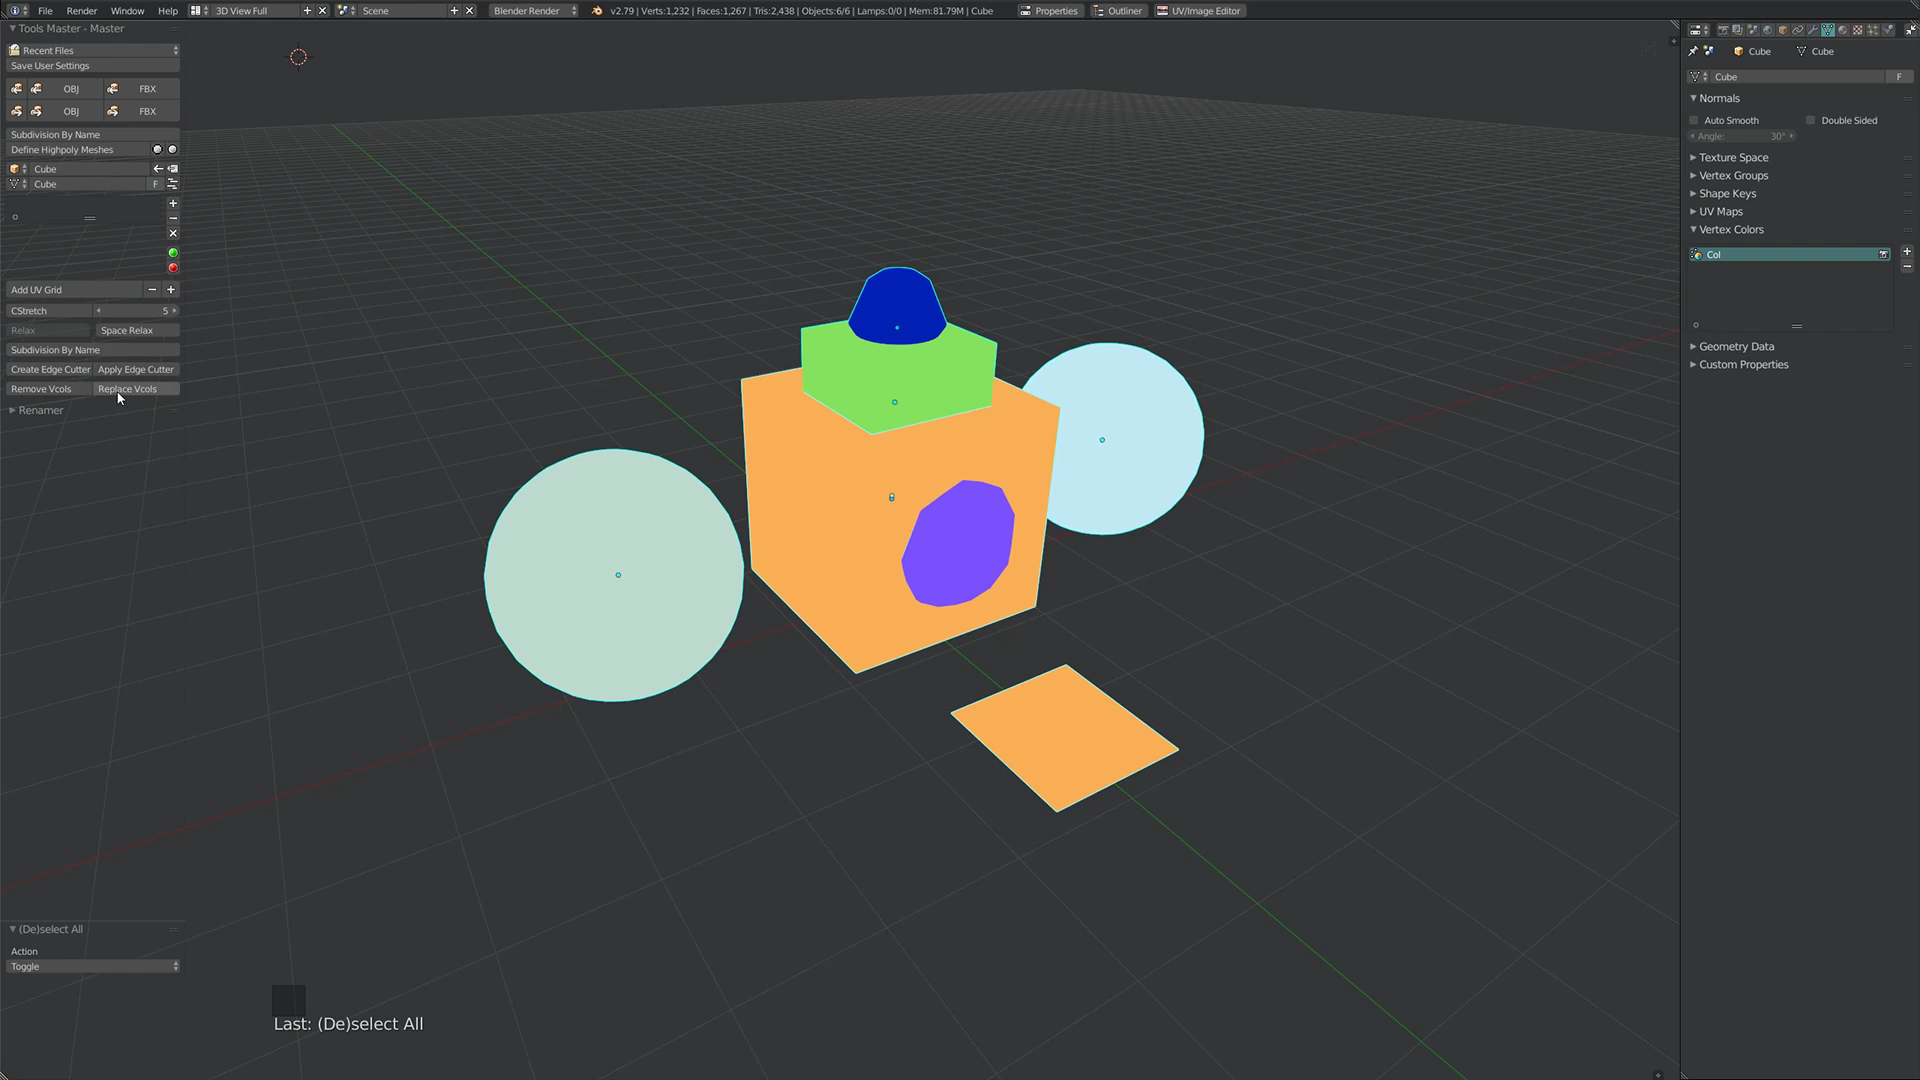 File Render Window Help 3D View Full Scene Blender Render v2.79 | Verts:1,232 | Faces:1,267 | Tris:2,438 | Objects:6/6 | Lamps:0/0 | Mem:81.79M | Cube Properties Outliner UV/Image Editor
Tools Master - Master
Recent Files
Save User Settings
OBJ FBX
OBJ FBX
Subdivision By Name
Define Highpoly Meshes
Cube
Cube F
Add UV Grid
CStretch 5
Relax Space Relax
Subdivision By Name
Create Edge Cutter Apply Edge Cutter
Remove Vcols Replace Vcols
Renamer
(De)select All
Action
Toggle
Last: (De)select All
Cube Cube
Cube F
Normals
Auto Smooth Double Sided
Angle: 30°
Texture Space
Vertex Groups
Shape Keys
UV Maps
Vertex Colors
Col
Geometry Data
Custom Properties